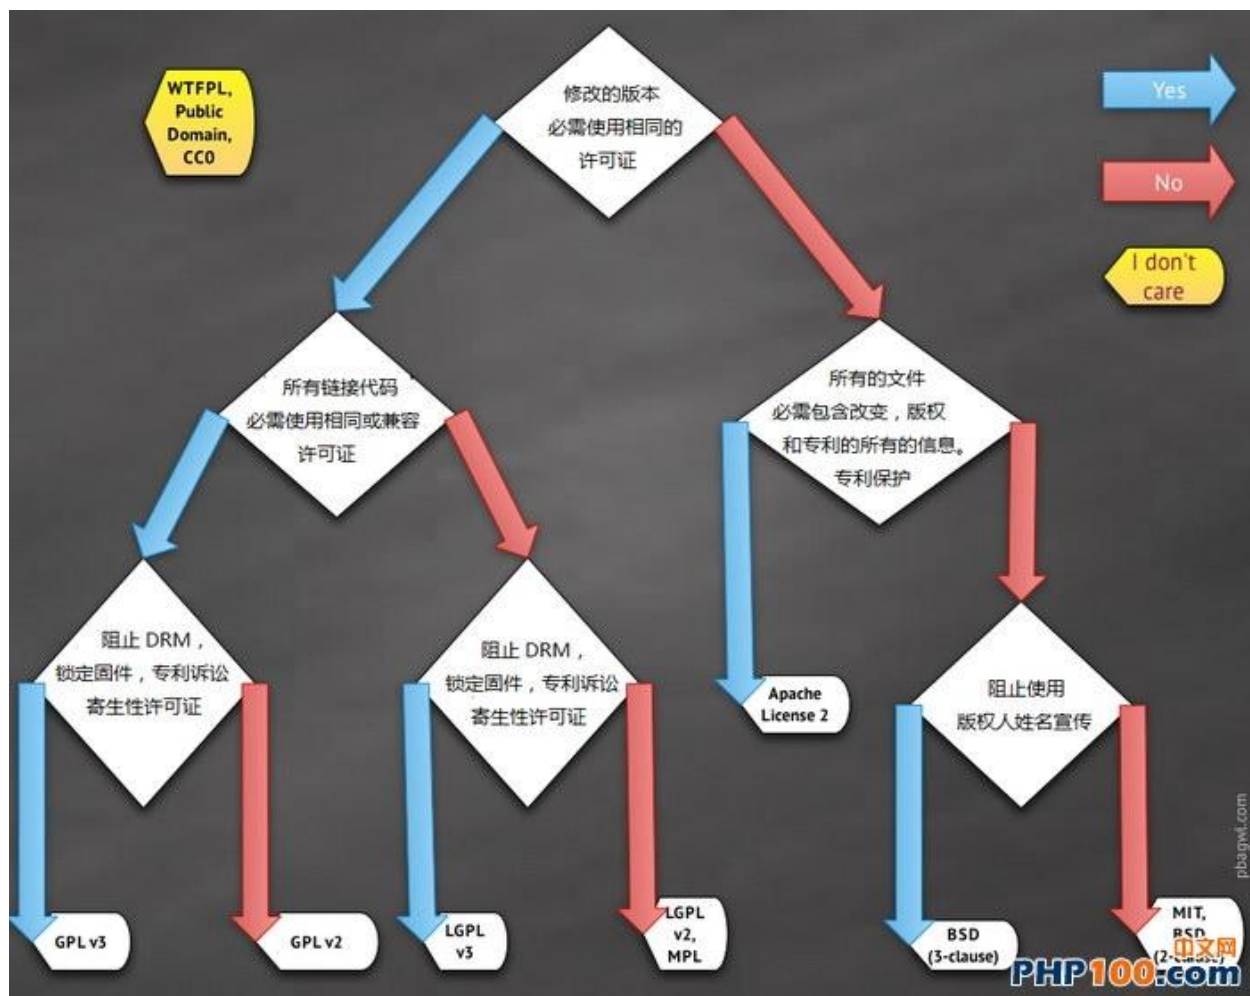 WTFPL,
Public
Domain,
CC0
修改的版本
必需使用相同的
许可证
Yes
No
I don't
care
所有链接代码
必需使用相同或兼容
许可证
所有的文件
必需包含改变，版权
和专利的所有的信息。
专利保护
阻止 DRM，
锁定固件，专利诉讼
寄生性许可证
阻止 DRM，
锁定固件，专利诉讼
寄生性许可证
Apache
License 2
阻止使用
版权人姓名宣传
GPL v3
GPL v2
LGPL
v3
LGPL
v2,
MPL
BSD
(3-clause)
MIT,
BSD
(2-clause)
pbagwl.com
中文网
PHP100.com